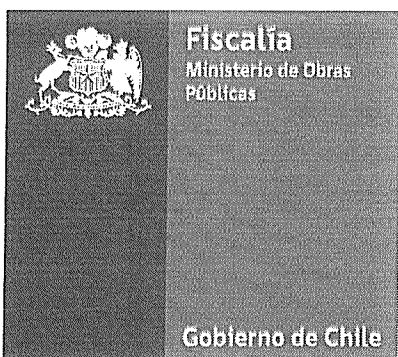 Fiscalía
Ministerio de Obras
Públicas
Gobierno de Chile